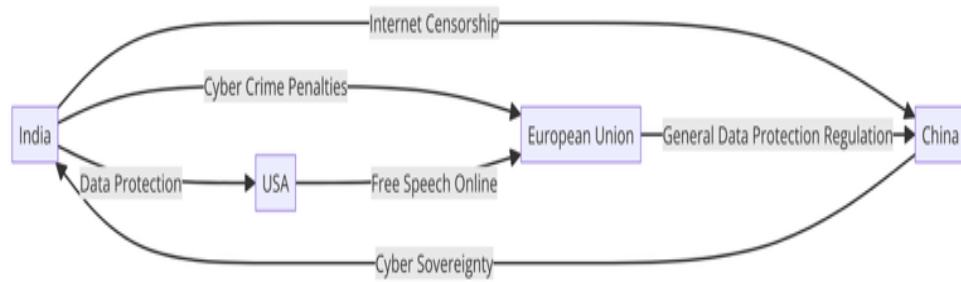 Internet Censorship
Cyber Crime Penalties
India
European Union
General Data Protection Regulation
China
Data Protection
USA
Free Speech Online
Cyber Sovereignty